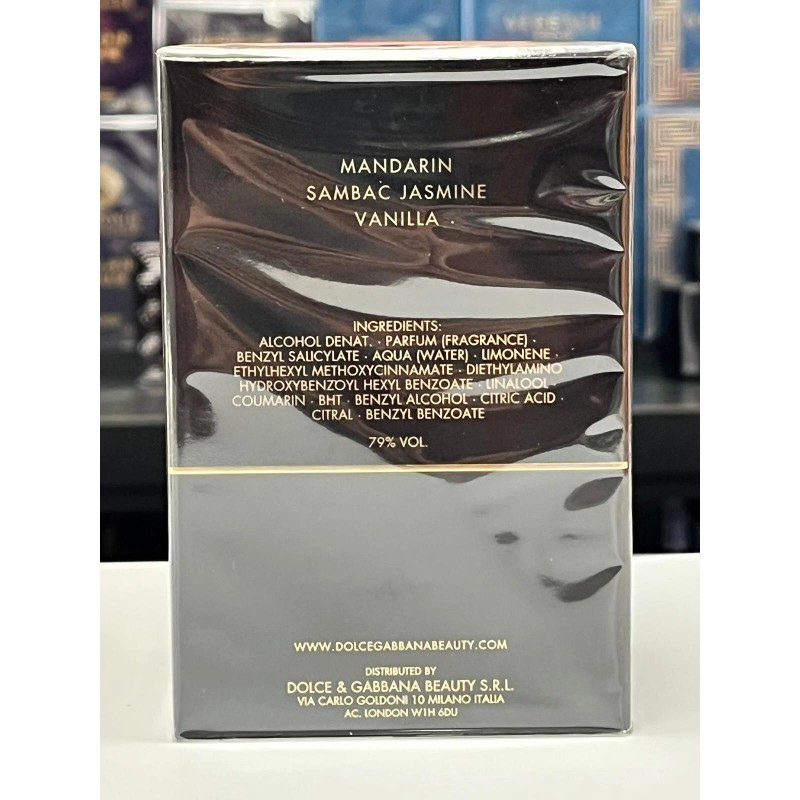 MANDARIN
SAMBAC JASMINE
VANILLA
INGREDIENTS:
ALCOHOL DENAT. · PARFUM (FRAGRANCE) ·
BENZYL SALICYLATE · AQUA (WATER) · LIMONENE ·
ETHYLHEXYL METHOXYCINNAMATE · DIETHYLAMINO
HYDROXYBENZOYL HEXYL BENZOATE · LINALOOL ·
COUMARIN · BHT · BENZYL ALCOHOL · CITRIC ACID ·
CITRAL · BENZYL BENZOATE
79% VOL.
WWW.DOLCEGABBANABEAUTY.COM
DISTRIBUTED BY
DOLCE & GABBANA BEAUTY S.R.L.
VIA CARLO GOLDONI 10 MILANO ITALIA
AC. LONDON W1H 6DU